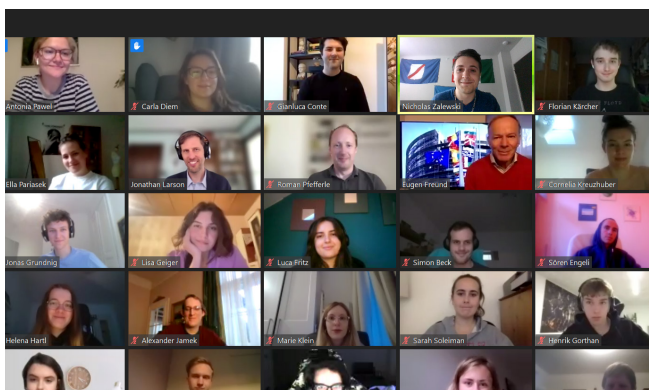 Antonia Pawel
Carla Diem
Gianluca Conte
Nicholas Zalewski
Florian Kärcher
Ella Pariasek
Jonathan Larson
Roman Pfefferle
Eugen Freund
Cornelia Kreuzhuber
Jonas Grundnig
Lisa Geiger
Luca Fritz
Simon Beck
Sören Engeli
Helena Hartl
Alexander Jamek
Marie Klein
Sarah Soleiman
Henrik Gorthan